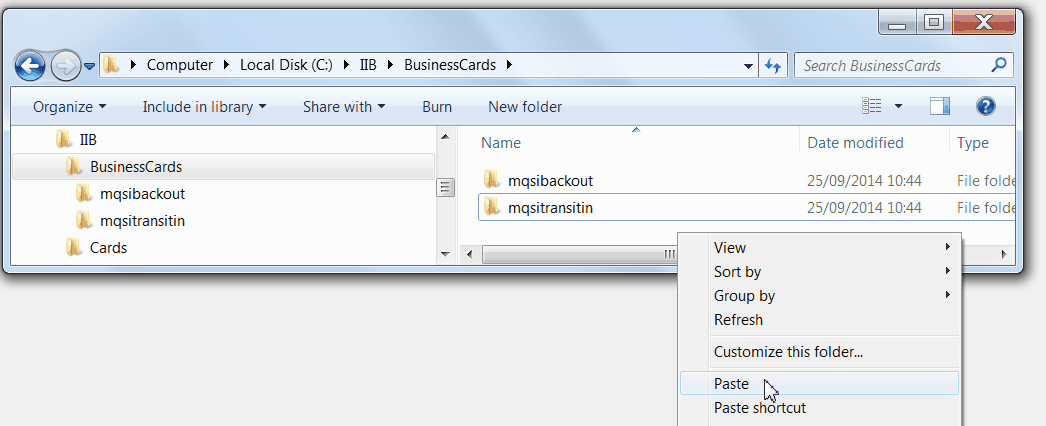 Computer Local Disk (C:) IIB BusinessCards Search BusinessCards
Organize Include in library Share with Burn New folder
IIB
BusinessCards
mqsibackout
mqsitransitin
Cards
Name Date modified Type
mqsibackout 25/09/2014 10:44 File folde
mqsitransitin 25/09/2014 10:44 File folde
View
Sort by
Group by
Refresh
Customize this folder...
Paste
Paste shortcut